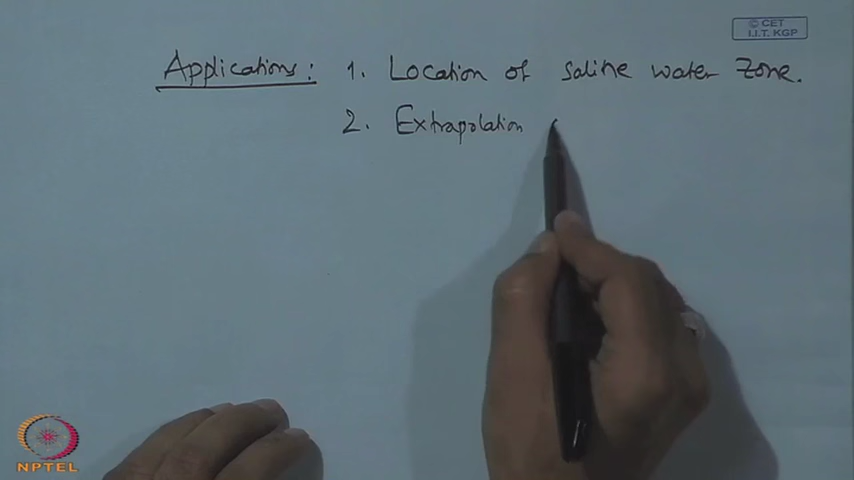 © CET
I.I.T. KGP
Applications: 1. Location of saline water zone.
2. Extrapolation
NPTEL